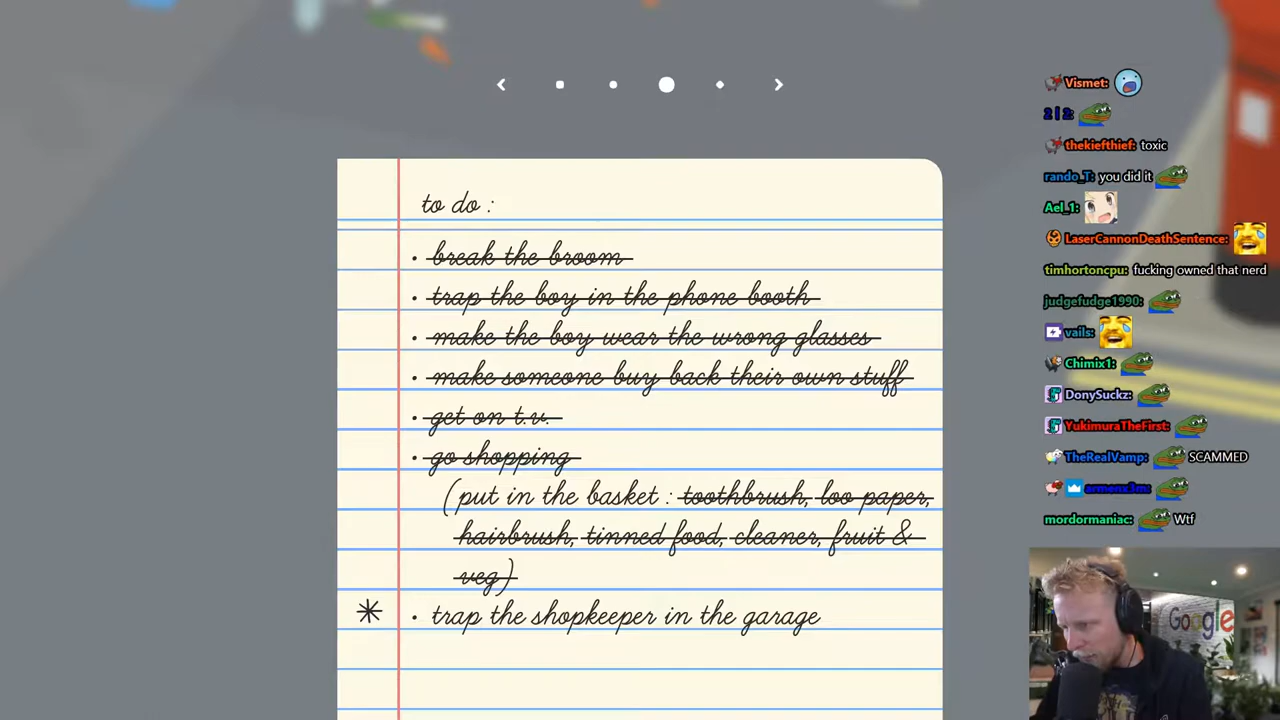 to do :
• break the broom
• trap the boy in the phone booth
• make the boy wear the wrong glasses
• make someone buy back their own stuff
• get on t.v.
• go shopping
(put in the basket : toothbrush, loo paper,
hairbrush, tinned food, cleaner, fruit &
veg)
• trap the shopkeeper in the garage
Vismet:
2 | 2:
thekiefthief: toxic
rando_T: you did it
Ael_1:
LaserCannonDeathSentence:
timhortoncpu: fucking owned that nerd
judgefudge1990:
vails:
Chimix1:
DonySuckz:
YukimuraTheFirst:
TheRealVamp: SCAMMED
armenx3m:
mordormaniac: Wtf
Google